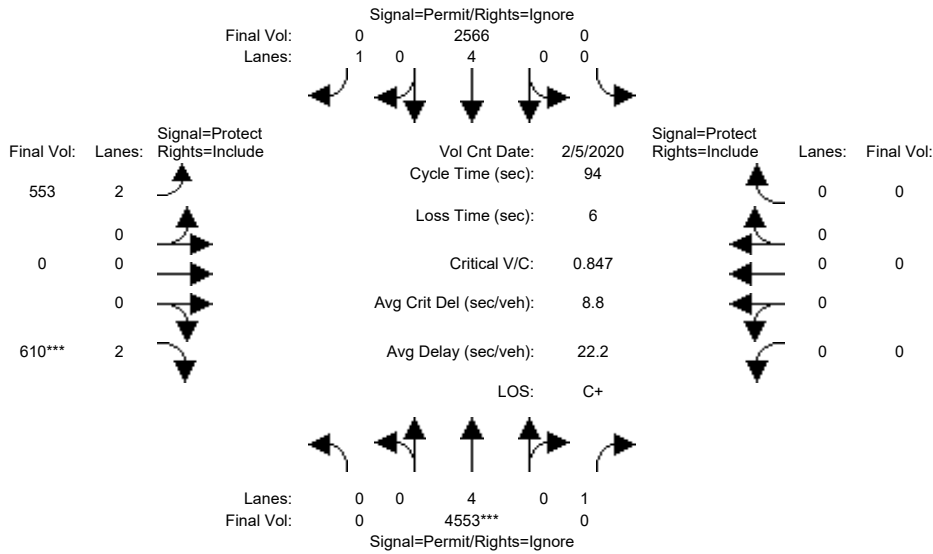 Signal=Permit/Rights=Ignore
Final Vol: 0 2566 0
Lanes: 1 0 4 0 0
Signal=Protect
Final Vol: Lanes: Rights=Include
Vol Cnt Date: 2/5/2020
Signal=Protect
Rights=Include Lanes: Final Vol:
Cycle Time (sec): 94
553 2 0 0
Loss Time (sec): 6
0 0
0 0 Critical V/C: 0.847 0 0
0 Avg Crit Del (sec/veh): 8.8 0
610*** 2 Avg Delay (sec/veh): 22.2 0 0
LOS: C+
Lanes: 0 0 4 0 1
Final Vol: 0 4553*** 0
Signal=Permit/Rights=Ignore